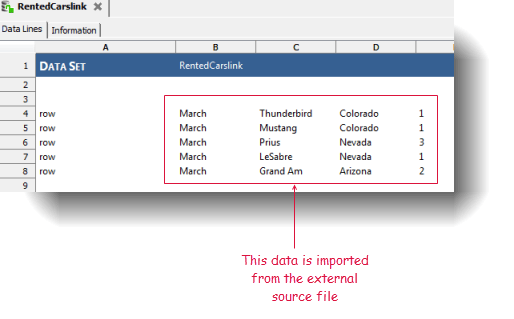 RentedCarslink
Data Lines Information
A B C D
1 DATA SET RentedCarslink
2
3
4 row March Thunderbird Colorado 1
5 row March Mustang Colorado 1
6 row March Prius Nevada 3
7 row March LeSabre Nevada 1
8 row March Grand Am Arizona 2
9
This data is imported
from the external
source file